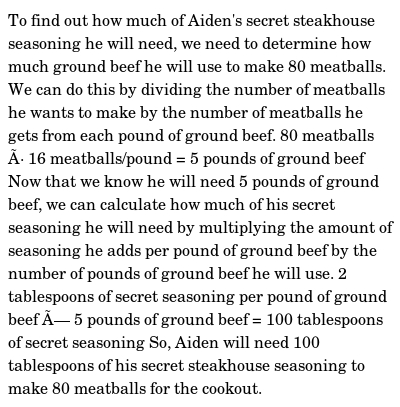 To find out how much of Aiden's secret steakhouse
seasoning he will need, we need to determine how
much ground beef he will use to make 80 meatballs.
We can do this by dividing the number of meatballs
he wants to make by the number of meatballs he
gets from each pound of ground beef. 80 meatballs
Ã· 16 meatballs/pound = 5 pounds of ground beef
Now that we know he will need 5 pounds of ground
beef, we can calculate how much of his secret
seasoning he will need by multiplying the amount of
seasoning he adds per pound of ground beef by the
number of pounds of ground beef he will use. 2
tablespoons of secret seasoning per pound of ground
beef Ã— 5 pounds of ground beef = 100 tablespoons
of secret seasoning So, Aiden will need 100
tablespoons of his secret steakhouse seasoning to
make 80 meatballs for the cookout.